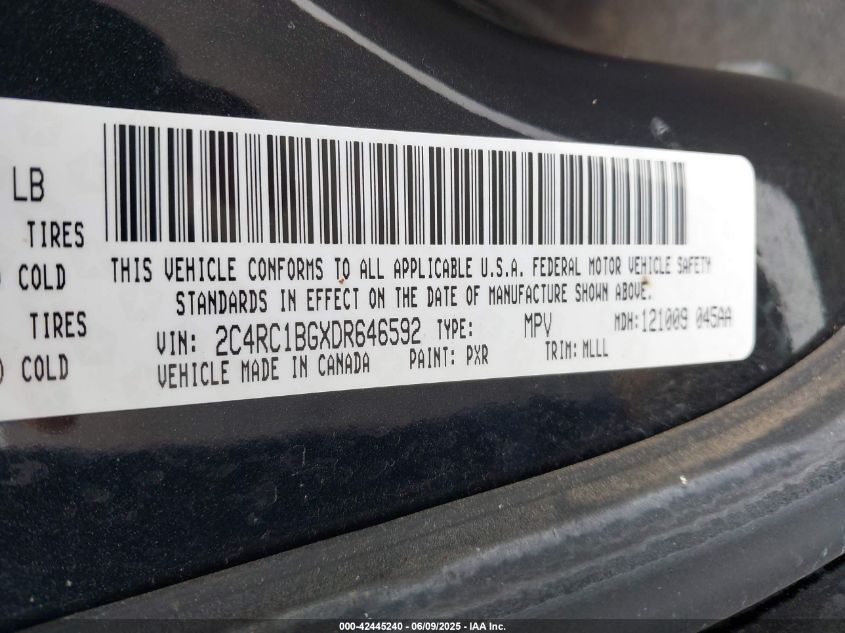 LB
TIRES
COLD
TIRES
COLD
THIS VEHICLE CONFORMS TO ALL APPLICABLE U.S.A. FEDERAL MOTOR VEHICLE SAFETY
STANDARDS IN EFFECT ON THE DATE OF MANUFACTURE SHOWN ABOVE.
VIN: 2C4RC1BGXDR646592 TYPE: MPV MDH:121009 045AA
VEHICLE MADE IN CANADA PAINT: PXR TRIM: MLLL
000-42445240 - 06/09/2025 - IAA Inc.